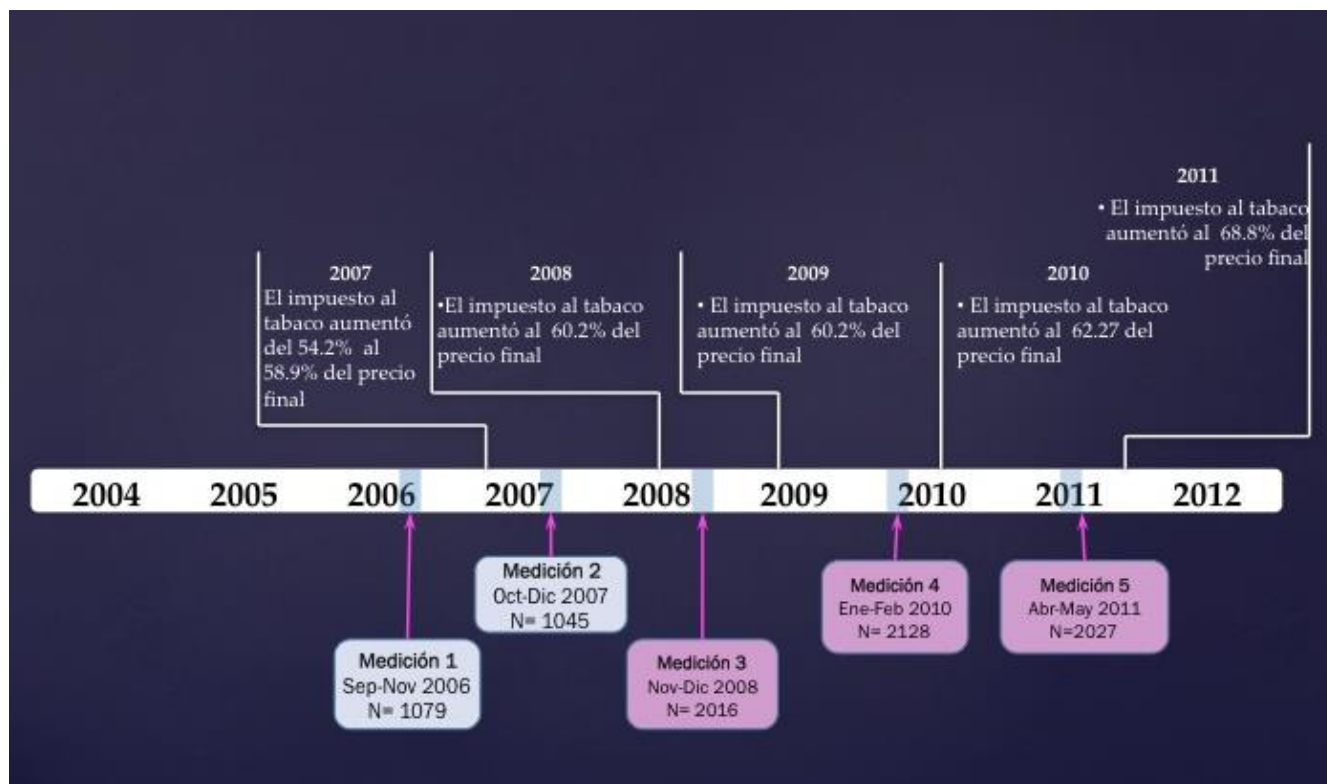 2007
El impuesto al
tabaco aumentó
del 54.2% al
58.9% del precio
final
2008
•El impuesto al tabaco
aumentó al 60.2% del
precio final
2009
• El impuesto al tabaco
aumentó al 60.2% del
precio final
2010
• El impuesto al tabaco
aumentó al 62.27 del
precio final
2011
• El impuesto al tabaco
aumentó al 68.8% del
precio final
2004 2005 2006 2007 2008 2009 2010 2011 2012
Medición 1
Sep-Nov 2006
N= 1079
Medición 2
Oct-Dic 2007
N= 1045
Medición 3
Nov-Dic 2008
N= 2016
Medición 4
Ene-Feb 2010
N= 2128
Medición 5
Abr-May 2011
N=2027